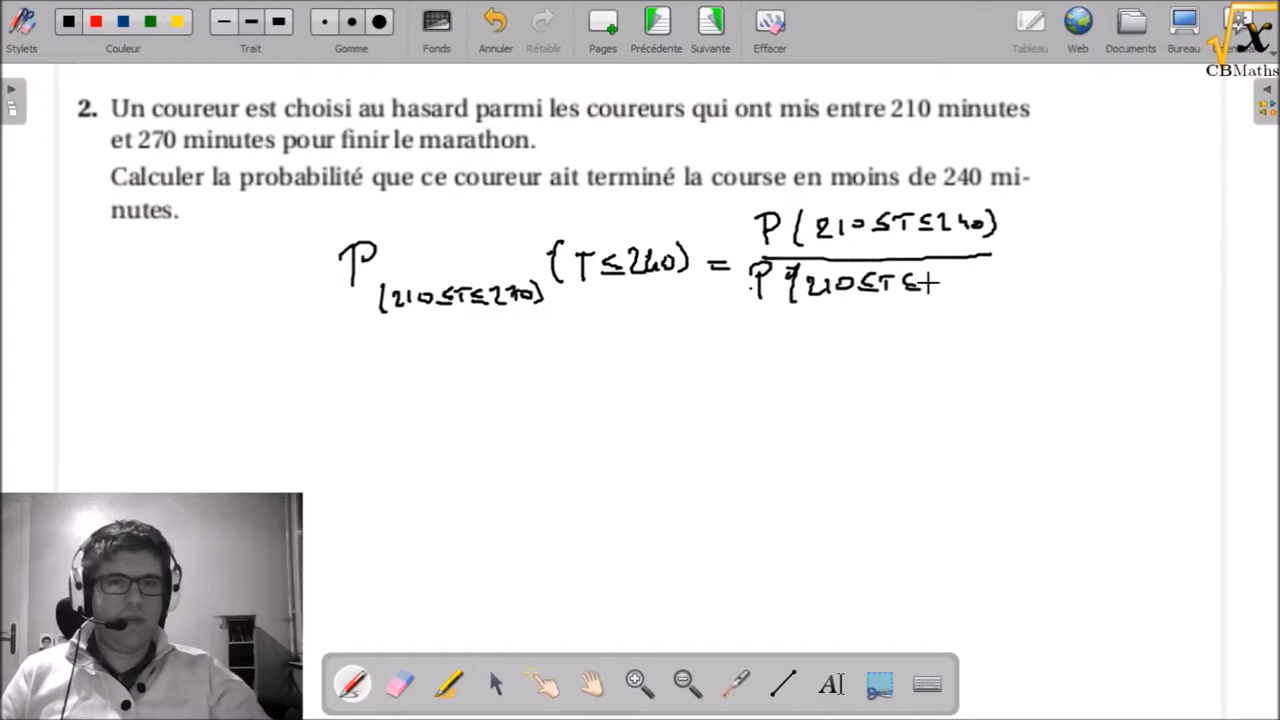 Stylets Couleur Trait Gomme Fonds Annuler Rétablir Pages Précédente Suivante Effacer Tableau Web Documents Bureau
√x
CBMaths
2. Un coureur est choisi au hasard parmi les coureurs qui ont mis entre 210 minutes
et 270 minutes pour finir le marathon.
Calculer la probabilité que ce coureur ait terminé la course en moins de 240 mi-
nutes.
P(210≤T≤240)
P (T≤240) =
(210≤T≤270)
P(210≤T≤
AI